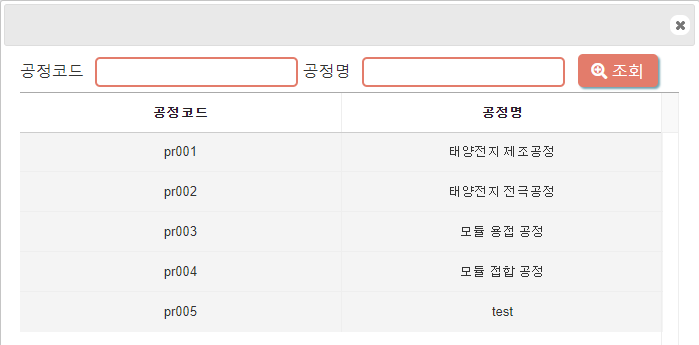 공정코드 공정명 조회
공정코드 공정명
pr001 태양전지 제조공정
pr002 태양전지 전극공정
pr003 모듈 용접 공정
pr004 모듈 접합 공정
pr005 test